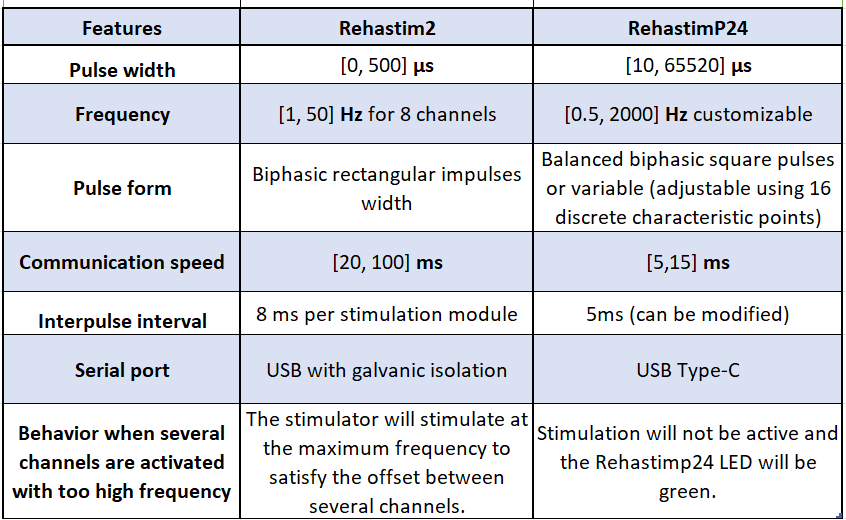 Features
Rehastim2
RehastimP24
Pulse width
[0, 500] µs
[10, 65520] µs
Frequency
[1, 50] Hz for 8 channels
[0.5, 2000] Hz customizable
Pulse form
Biphasic rectangular impulses
width
Balanced biphasic square pulses
or variable (adjustable using 16
discrete characteristic points)
Communication speed
[20, 100] ms
[5,15] ms
Interpulse interval
8 ms per stimulation module
5ms (can be modified)
Serial port
USB with galvanic isolation
USB Type-C
Behavior when several
channels are activated
with too high frequency
The stimulator will stimulate at
the maximum frequency to
satisfy the offset between
several channels.
Stimulation will not be active and
the Rehastimp24 LED will be
green.